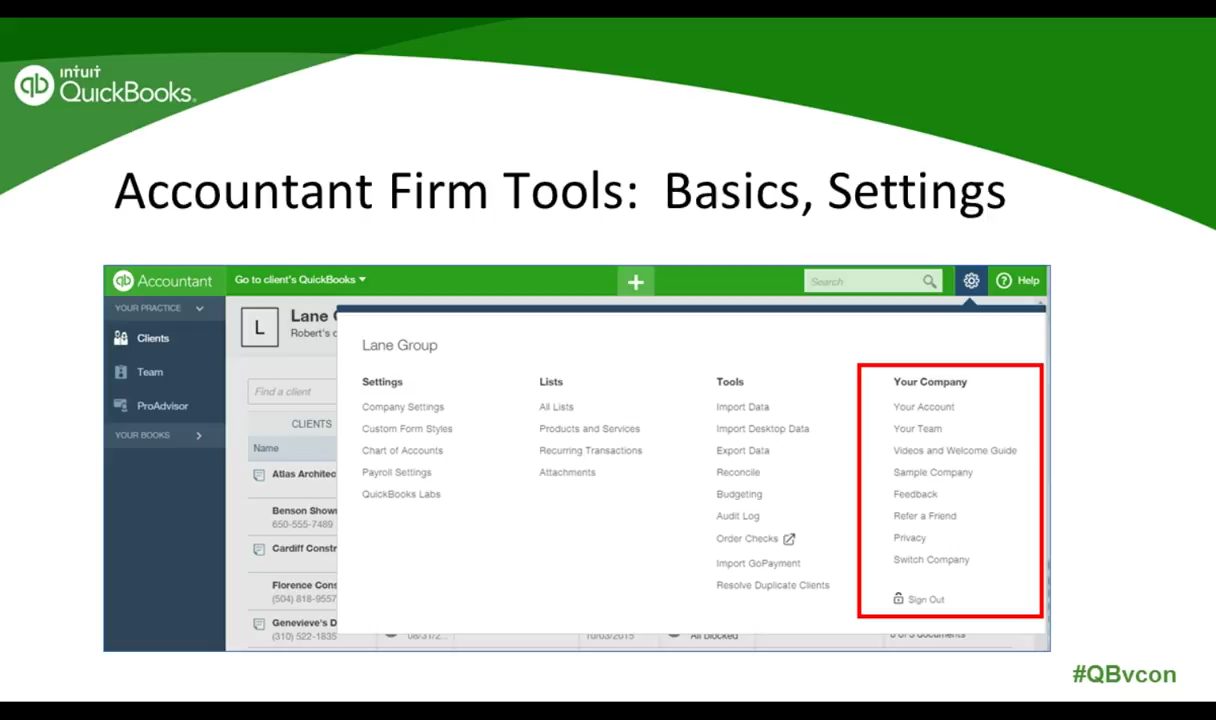 intuit
QuickBooks.
Accountant Firm Tools: Basics, Settings
qb Accountant
Go to client's QuickBooks
Search
Help
YOUR PRACTICE
Clients
Team
ProAdvisor
YOUR BOOKS
L
Lane
Robert's
Find a client
CLIENTS
Name
Atlas Architec
Benson Show
650-555-7489
Cardiff Constr
Florence Cons
(504) 818-9557
Genevieve's D
(310) 522-1835
Lane Group
Settings
Company Settings
Custom Form Styles
Chart of Accounts
Payroll Settings
QuickBooks Labs
Lists
All Lists
Products and Services
Recurring Transactions
Attachments
Tools
Import Data
Import Desktop Data
Export Data
Reconcile
Budgeting
Audit Log
Order Checks
Import GoPayment
Resolve Duplicate Clients
Your Company
Your Account
Your Team
Videos and Welcome Guide
Sample Company
Feedback
Refer a Friend
Privacy
Switch Company
Sign Out
10/03/2015
All blocked
#QBvcon